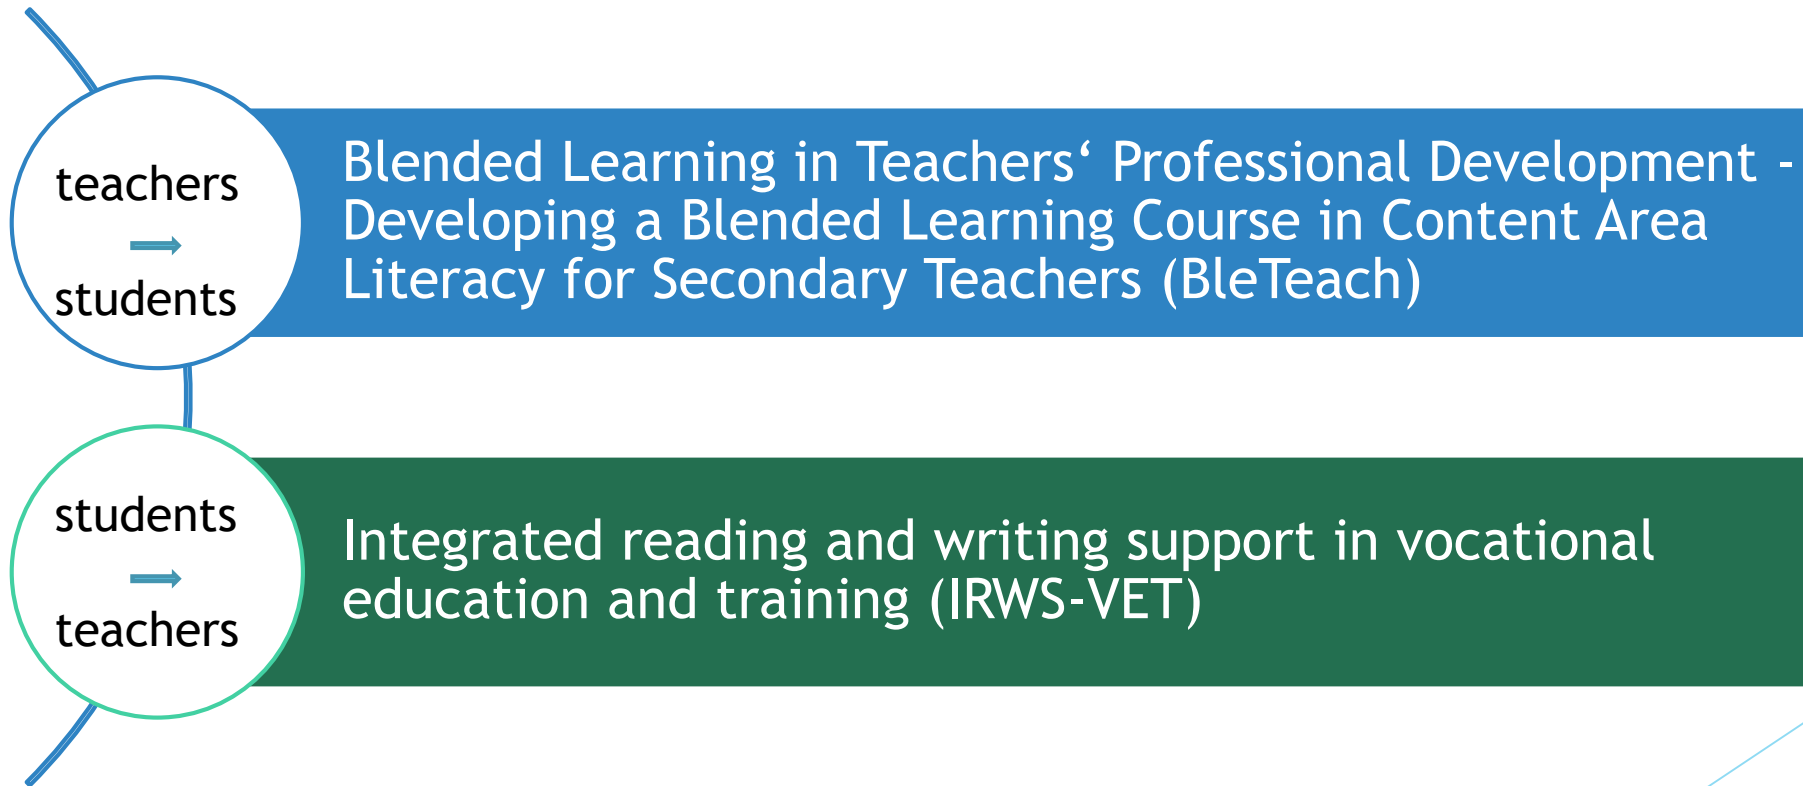 teachers
students
Blended Learning in Teachers‘ Professional Development -
Developing a Blended Learning Course in Content Area
Literacy for Secondary Teachers (BleTeach)
students
teachers
Integrated reading and writing support in vocational
education and training (IRWS-VET)